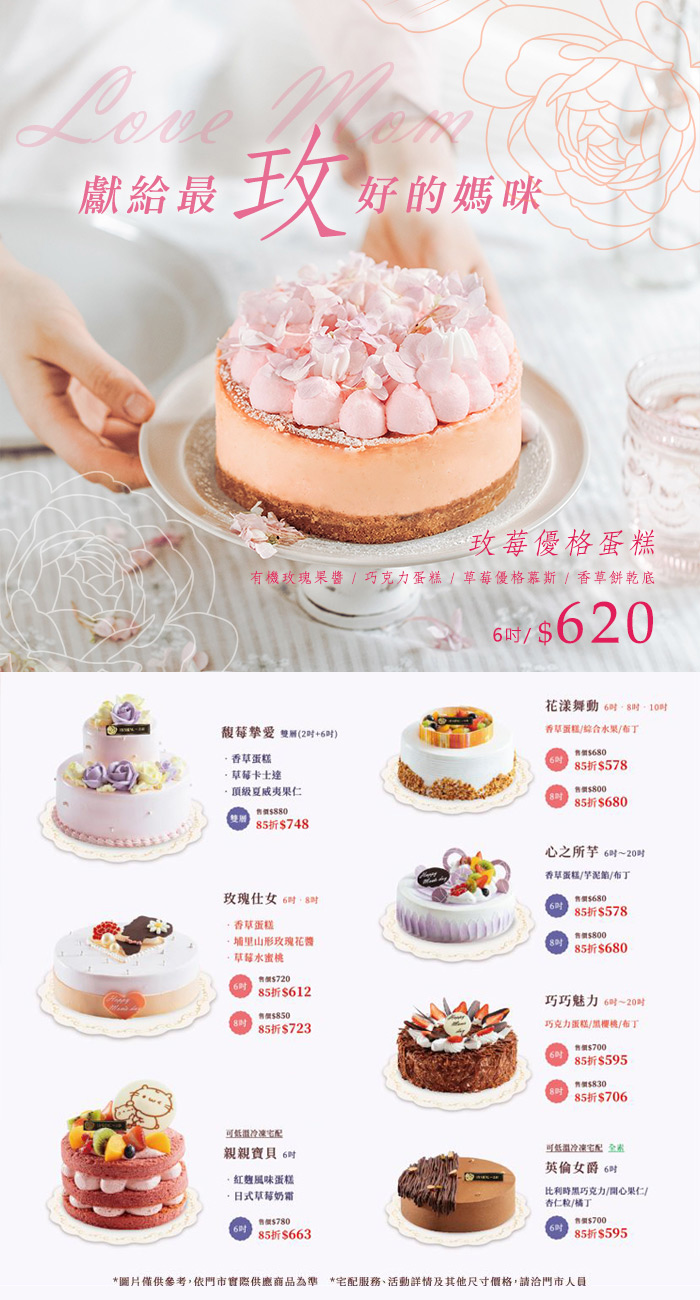 Love Mom
獻給最玫好的媽咪
玫莓優格蛋糕
有機玫瑰果醬 / 巧克力蛋糕 / 草莓優格慕斯 / 香草餅乾底
6吋/ $620
馥莓摯愛 雙層(2吋+6吋)
· 香草蛋糕
· 草莓卡士達
· 頂級夏威夷果仁
雙層 售價$880
85折$748
玫瑰仕女 6吋 · 8吋
· 香草蛋糕
· 埔里山形玫瑰花醬
· 草莓水蜜桃
6吋 售價$720
85折$612
8吋 售價$850
85折$723
可低溫冷凍宅配
親親寶貝 6吋
· 紅麴風味蛋糕
· 日式草莓奶霜
6吋 售價$780
85折$663
花漾舞動 6吋 · 8吋 · 10吋
香草蛋糕/綜合水果/布丁
6吋 售價$680
85折$578
8吋 售價$800
85折$680
心之所芋 6吋～20吋
香草蛋糕/芋泥餡/布丁
6吋 售價$680
85折$578
8吋 售價$800
85折$680
巧巧魅力 6吋～20吋
巧克力蛋糕/黑櫻桃/布丁
6吋 售價$700
85折$595
8吋 售價$830
85折$706
可低溫冷凍宅配 全素
英倫女爵 6吋
比利時黑巧克力/開心果仁/
杏仁粒/橘丁
6吋 售價$700
85折$595
Happy
Mom's day
Happy
Mom's day
Happy
Mom's day
*圖片僅供參考，依門市實際供應商品為準 *宅配服務、活動詳情及其他尺寸價格，請洽門市人員